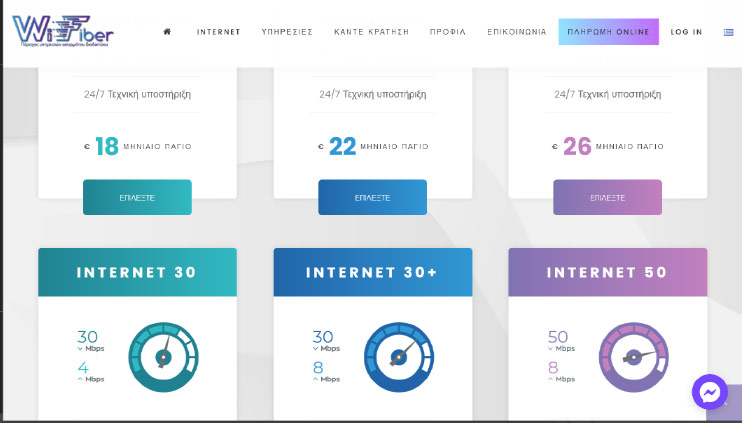 WiFiber
Πάροχος υπηρεσιών ασυρμάτου διαδικτύου
INTERNET ΥΠΗΡΕΣΙΕΣ ΚΑΝΤΕ ΚΡΑΤΗΣΗ ΠΡΟΦΙΛ ΕΠΙΚΟΙΝΩΝΙΑ ΠΛΗΡΩΜΗ ONLINE LOG IN
24/7 Τεχνική υποστήριξη 24/7 Τεχνική υποστήριξη 24/7 Τεχνική υποστήριξη
€ 18 ΜΗΝΙΑΙΟ ΠΑΓΙΟ € 22 ΜΗΝΙΑΙΟ ΠΑΓΙΟ € 26 ΜΗΝΙΑΙΟ ΠΑΓΙΟ
ΕΠΙΛΕΞΤΕ ΕΠΙΛΕΞΤΕ ΕΠΙΛΕΞΤΕ
INTERNET 30 INTERNET 30+ INTERNET 50
30 30 50
Mbps Mbps Mbps
4 8 8
Mbps Mbps Mbps